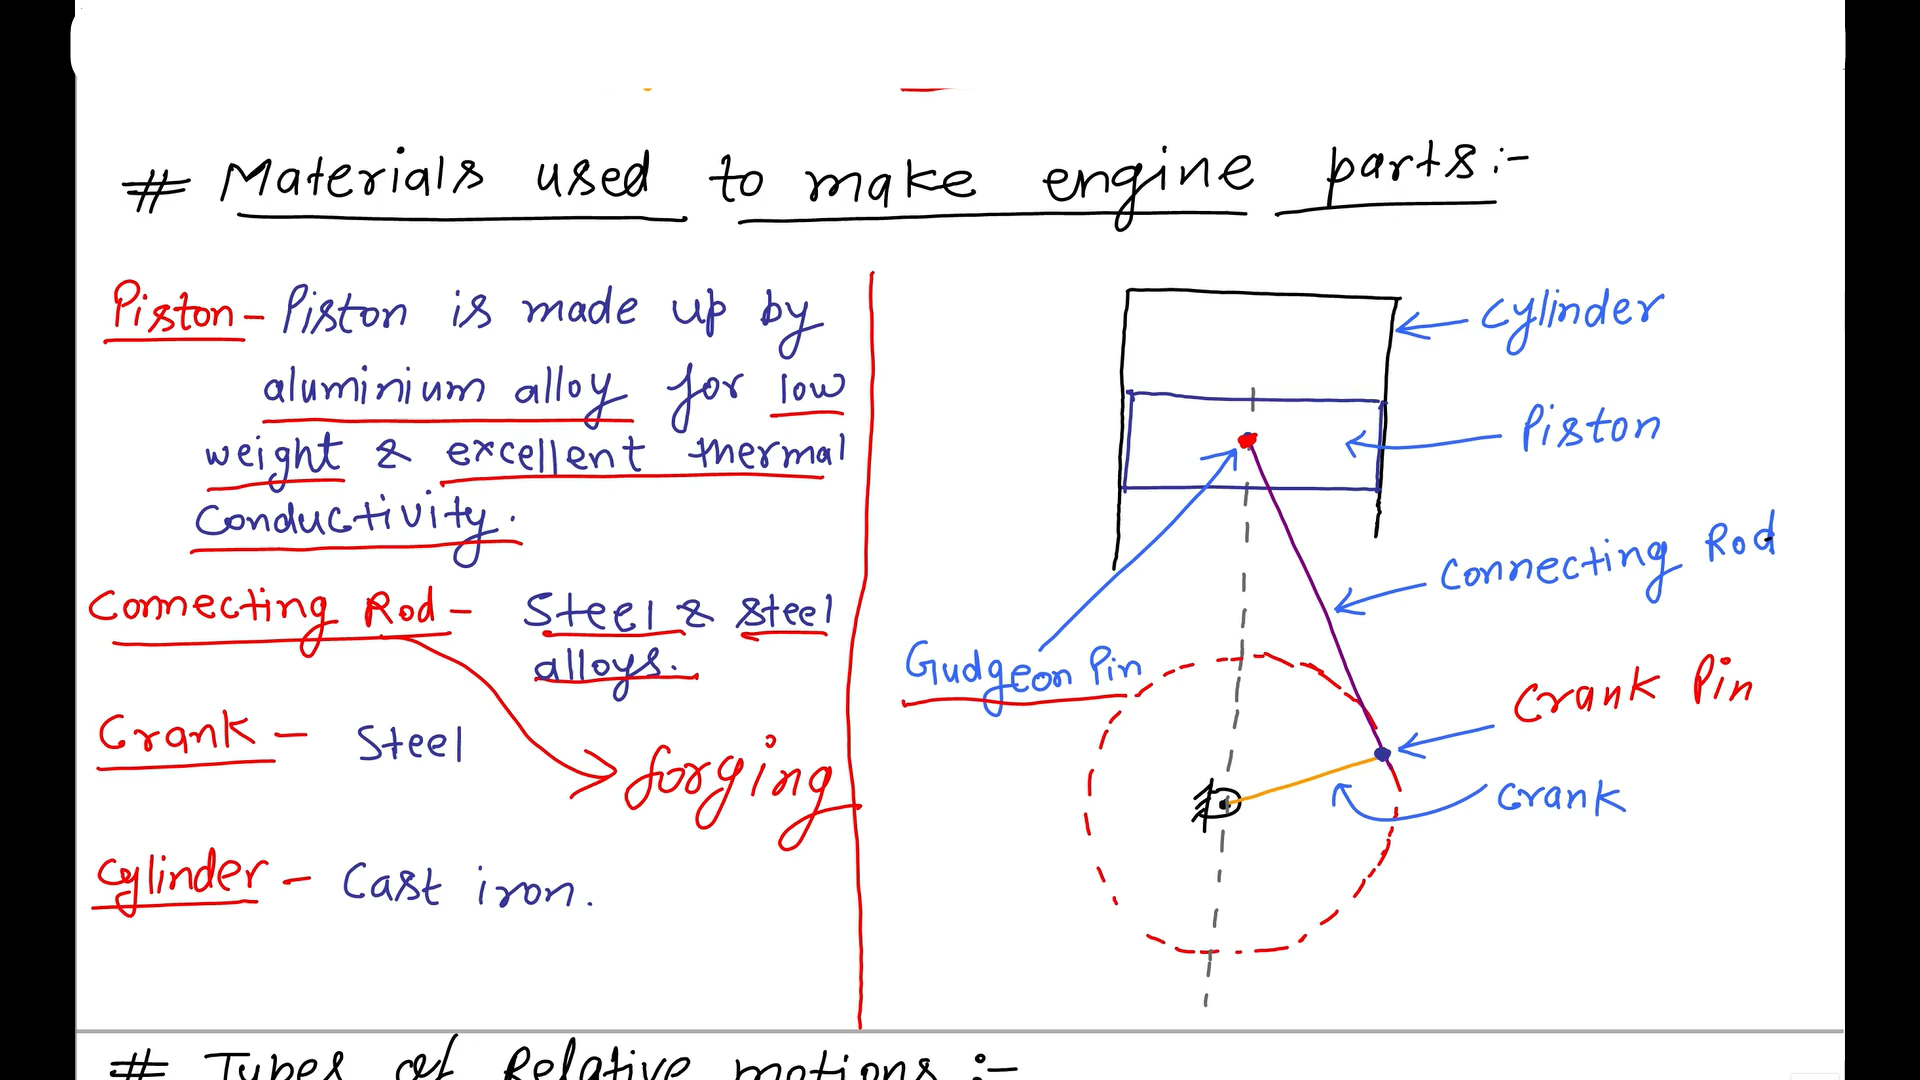 # Materials used to make engine parts:-
Piston- Piston is made up by
aluminium alloy for low
weight & excellent thermal
Conductivity.
Connecting Rod- Steel & steel
alloys.
Crank - Steel
forging
Cylinder - Cast iron.
Cylinder
Piston
Connecting Rod
Gudgeon Pin
Crank Pin
Crank
# Types of Relative motions:-